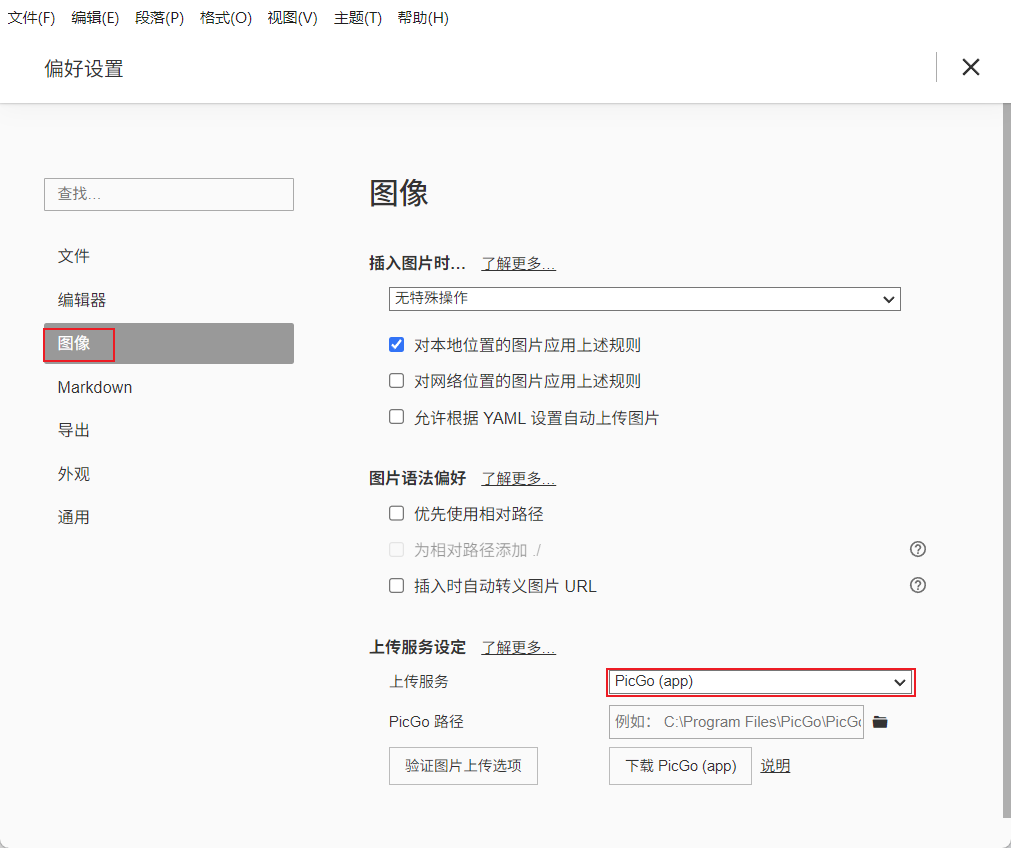 文件(F) 编辑(E) 段落(P) 格式(O) 视图(V) 主题(T) 帮助(H)
偏好设置
查找…
文件
编辑器
图像
Markdown
导出
外观
通用
图像
插入图片时… 了解更多…
无特殊操作
对本地位置的图片应用上述规则
对网络位置的图片应用上述规则
允许根据 YAML 设置自动上传图片
图片语法偏好 了解更多…
优先使用相对路径
为相对路径添加 ./
插入时自动转义图片 URL
上传服务设定 了解更多…
上传服务 PicGo (app)
PicGo 路径 例如： C:\Program Files\PicGo\PicGo
验证图片上传选项 下载 PicGo (app) 说明